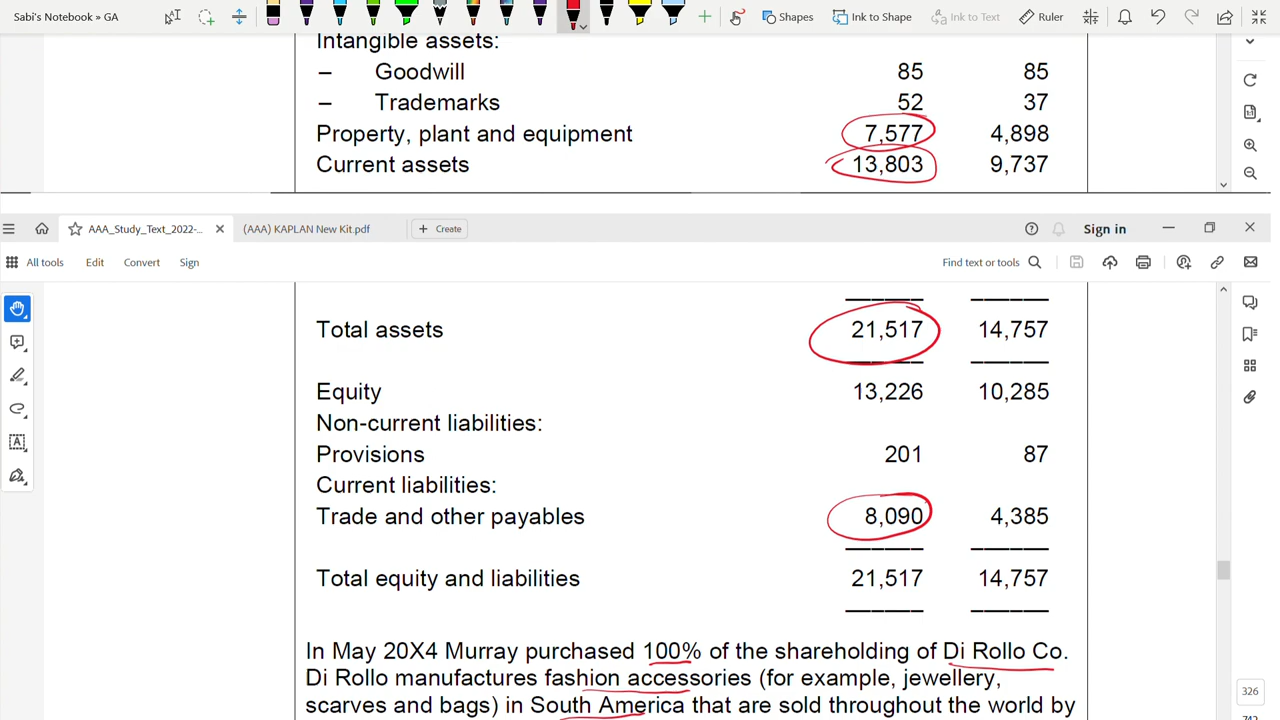 Sabi's Notebook » GA
Shapes
Ink to Shape
Ink to Text
Ruler
Intangible assets:
– Goodwill 85 85
– Trademarks 52 37
Property, plant and equipment 7,577 4,898
Current assets 13,803 9,737
AAA_Study_Text_2022-...
(AAA) KAPLAN New Kit.pdf
+ Create
Sign in
All tools Edit Convert Sign
Find text or tools
Total assets 21,517 14,757
Equity 13,226 10,285
Non-current liabilities:
Provisions 201 87
Current liabilities:
Trade and other payables 8,090 4,385
Total equity and liabilities 21,517 14,757
In May 20X4 Murray purchased 100% of the shareholding of Di Rollo Co.
Di Rollo manufactures fashion accessories (for example, jewellery,
scarves and bags) in South America that are sold throughout the world by
326
742